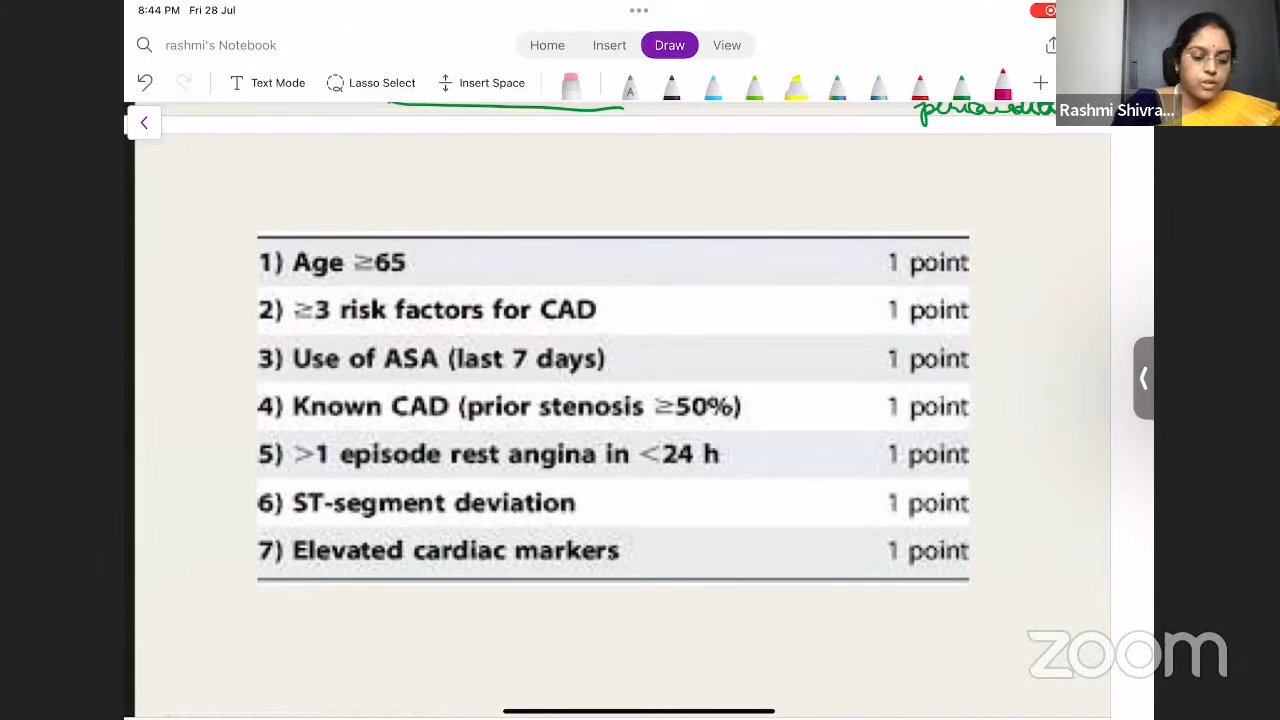 8:44 PM Fri 28 Jul
rashmi's Notebook
Home Insert Draw View
Text Mode Lasso Select Insert Space A
Rashmi Shivra...
1) Age ≥65 1 point
2) ≥3 risk factors for CAD 1 point
3) Use of ASA (last 7 days) 1 point
4) Known CAD (prior stenosis ≥50%) 1 point
5) >1 episode rest angina in <24 h 1 point
6) ST-segment deviation 1 point
7) Elevated cardiac markers 1 point
zoom